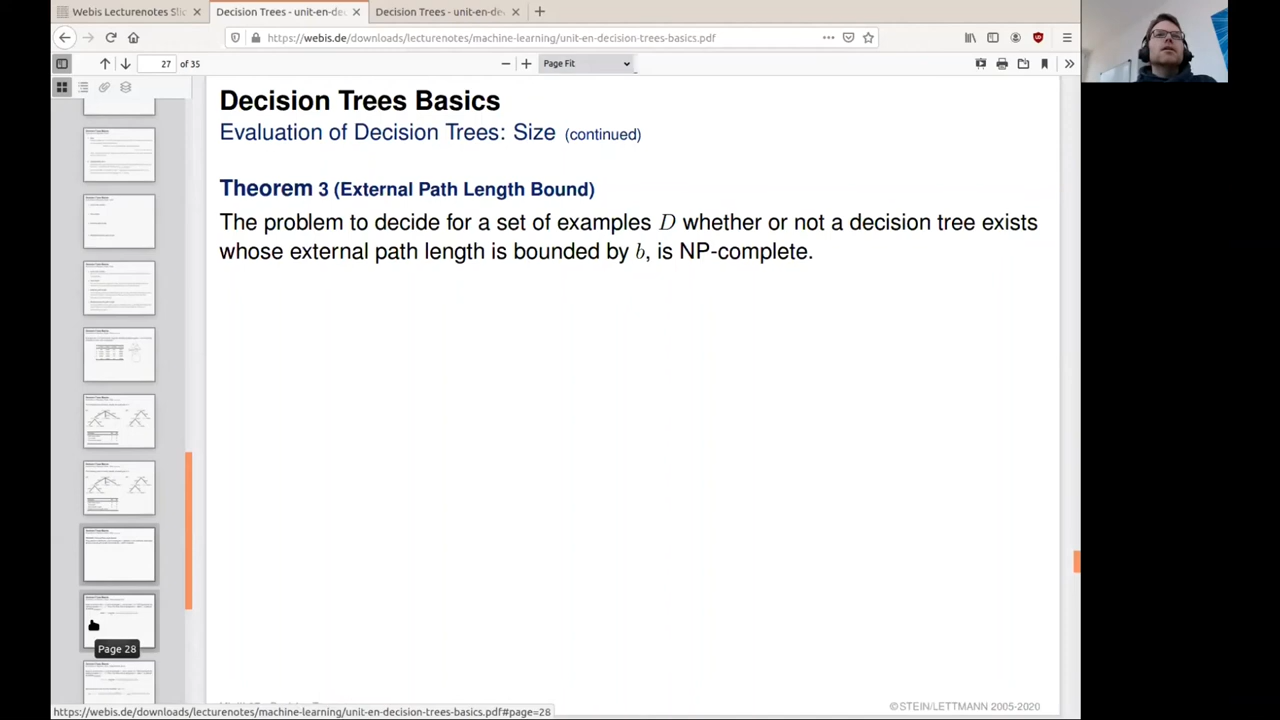 Webis Lecturenotes Slic
Decision Trees - unit-en-dec
Decision Trees - unit-en-de
https://webis.de/downloads/lecturenotes/machine-learning/unit-en-decision-trees-basics.pdf
27 of 35
Page Fit
Decision Trees Basics
Evaluation of Decision Trees: Size (continued)
Theorem 3 (External Path Length Bound)
The problem to decide for a set of examples D whether or not a decision tree exists
whose external path length is bounded by b, is NP-complete.
Page 28
https://webis.de/downloads/lecturenotes/machine-learning/unit-en-decision-trees-basics.pdf#page=28
©STEIN/LETTMANN 2005-2020